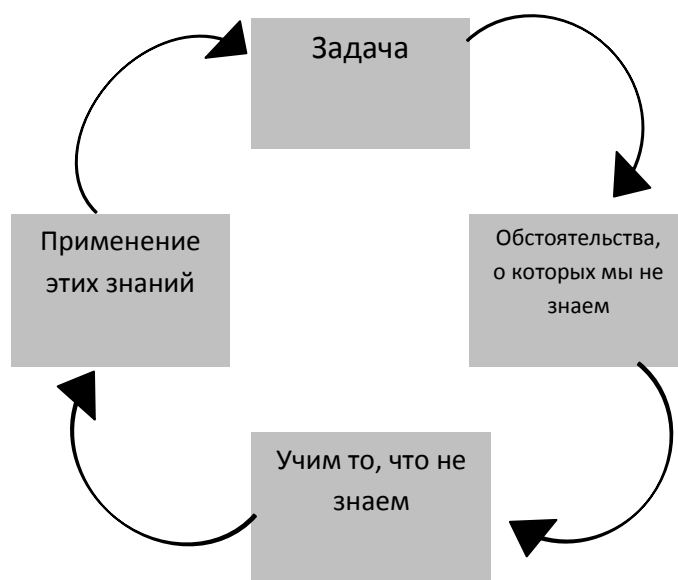 Задача
Обстоятельства,
о которых мы не
знаем
Учим то, что не
знаем
Применение
этих знаний